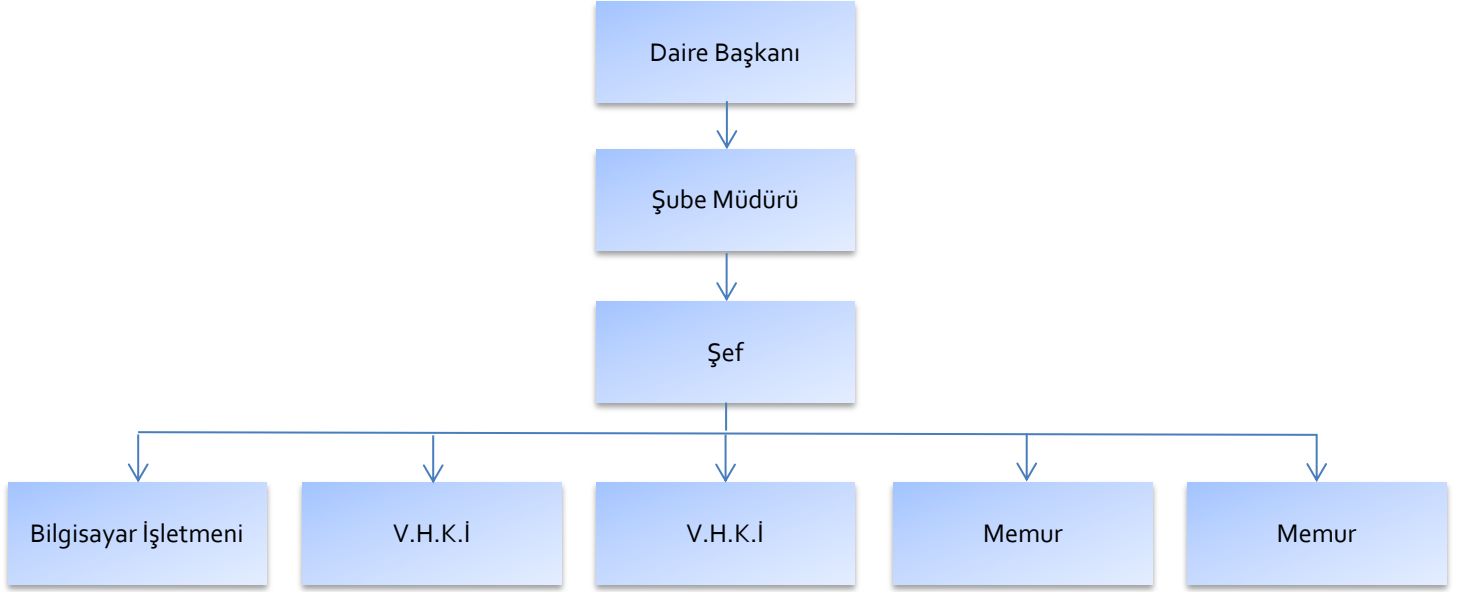 Daire Başkanı
Şube Müdürü
Şef
Bilgisayar İşletmeni
V.H.K.İ
V.H.K.İ
Memur
Memur